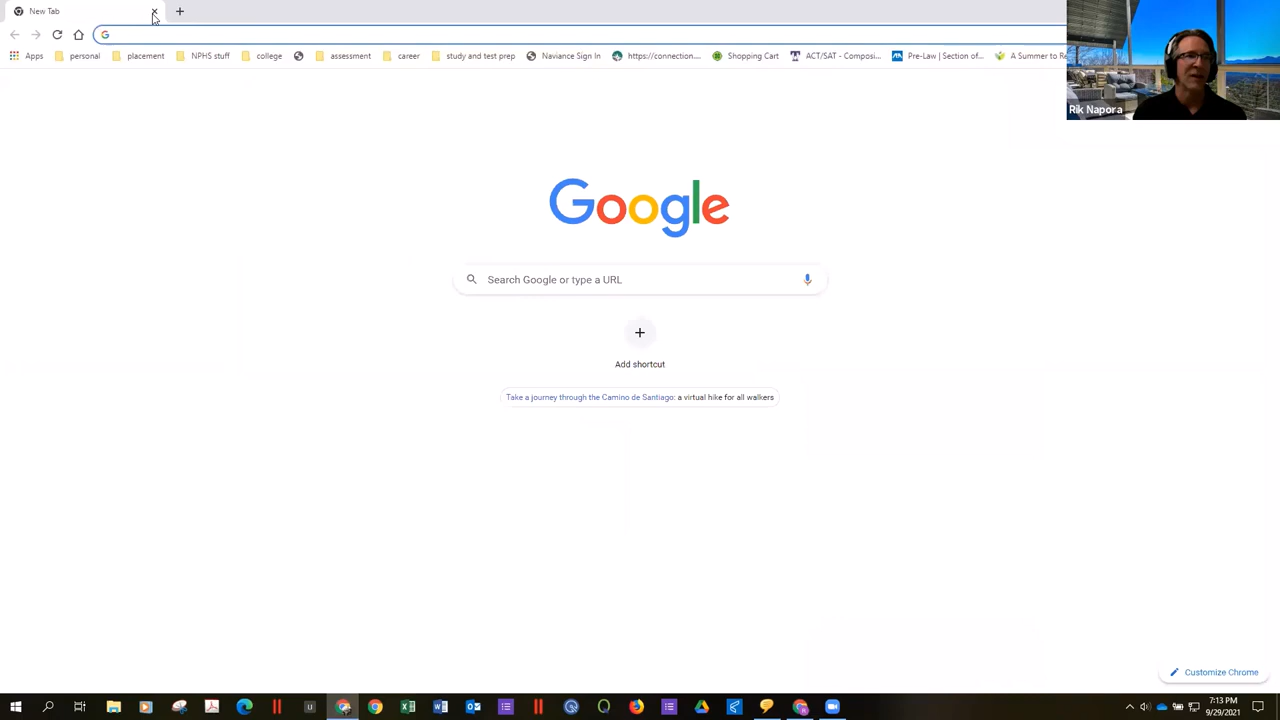 New Tab
Apps personal placement NPHS stuff college assessment career study and test prep Naviance Sign In https://connection.... Shopping Cart ACT/SAT - Composi... Pre-Law | Section of... A Summer to Re
Rik Napora
Google
Search Google or type a URL
Add shortcut
Take a journey through the Camino de Santiago: a virtual hike for all walkers
Customize Chrome
7:13 PM
9/29/2021